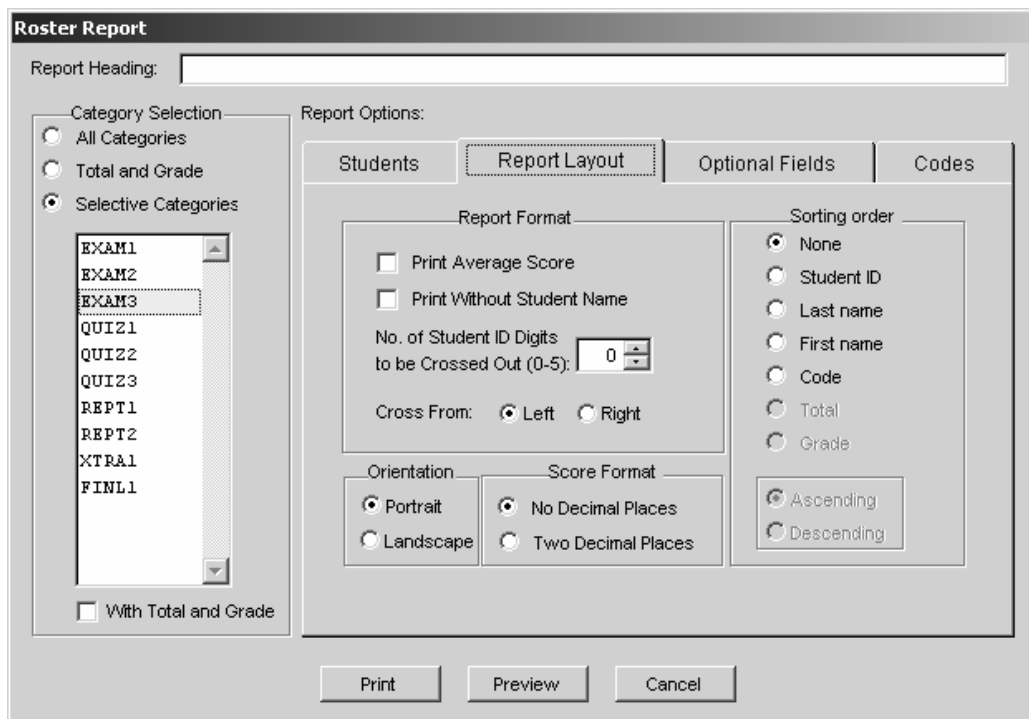 Roster Report
Report Heading:
Category Selection
All Categories
Total and Grade
Selective Categories
EXAM1
EXAM2
EXAM3
QUIZ1
QUIZ2
QUIZ3
REPT1
REPT2
XTRA1
FINL1
With Total and Grade
Report Options:
Students Report Layout Optional Fields Codes
Report Format
Print Average Score
Print Without Student Name
No. of Student ID Digits
to be Crossed Out (0-5): 0
Cross From: Left Right
Orientation
Portrait
Landscape
Score Format
No Decimal Places
Two Decimal Places
Sorting order
None
Student ID
Last name
First name
Code
Total
Grade
Ascending
Descending
Print Preview Cancel